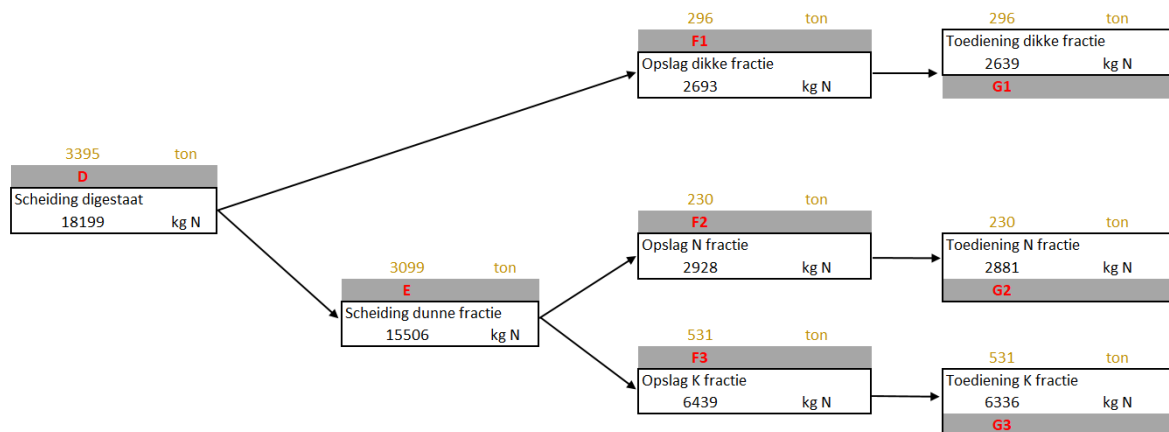 296 ton
F1
Opslag dikke fractie
2693 kg N
296 ton
Toediening dikke fractie
2639 kg N
G1
3395 ton
D
Scheiding digestaat
18199 kg N
230 ton
F2
Opslag N fractie
2928 kg N
230 ton
Toediening N fractie
2881 kg N
G2
3099 ton
E
Scheiding dunne fractie
15506 kg N
531 ton
F3
Opslag K fractie
6439 kg N
531 ton
Toediening K fractie
6336 kg N
G3